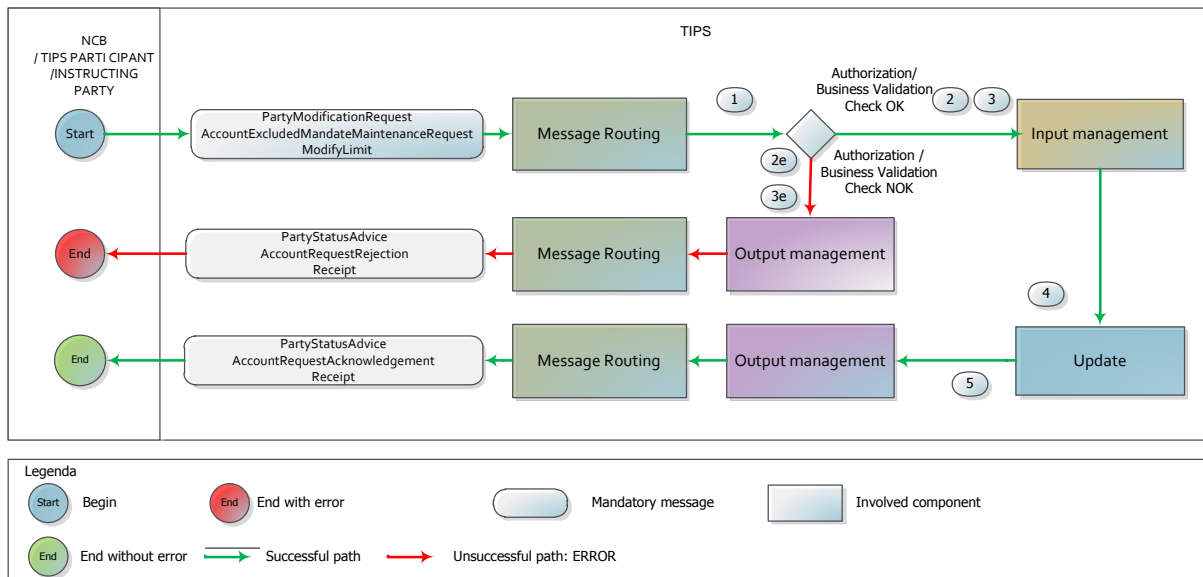 NCB
/ TIPS PARTI CIPANT
/INSTRUCTING
PARTY
TIPS
Start
PartyModificationRequest
AccountExcludedMandateMaintenanceRequest
ModifyLimit
Message Routing
1
Authorization/
Business Validation
Check OK
2
3
Input management
2e
3e
Authorization /
Business Validation
Check NOK
End
PartyStatusAdvice
AccountRequestRejection
Receipt
Message Routing
Output management
4
End
PartyStatusAdvice
AccountRequestAcknowledgement
Receipt
Message Routing
Output management
5
Update
Legenda
Start
Begin
End
End with error
Mandatory message
Involved component
End
End without error
Successful path
Unsuccessful path: ERROR